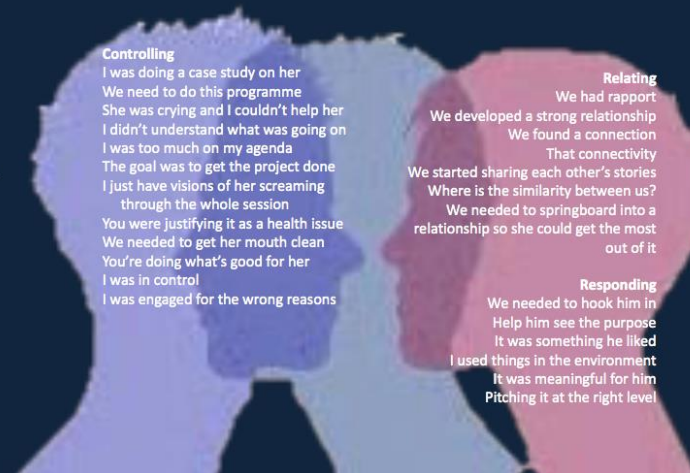 Controlling
I was doing a case study on her
We need to do this programme
She was crying and I couldn't help her
I didn't understand what was going on
I was too much on my agenda
The goal was to get the project done
I just have visions of her screaming
through the whole session
You were justifying it as a health issue
We needed to get her mouth clean
You're doing what's good for her
I was in control
I was engaged for the wrong reasons
Relating
We had rapport
We developed a strong relationship
We found a connection
That connectivity
We started sharing each other's stories
Where is the similarity between us?
We needed to springboard into a
relationship so she could get the most
out of it
Responding
We needed to hook him in
Help him see the purpose
It was something he liked
I used things in the environment
It was meaningful for him
Pitching it at the right level